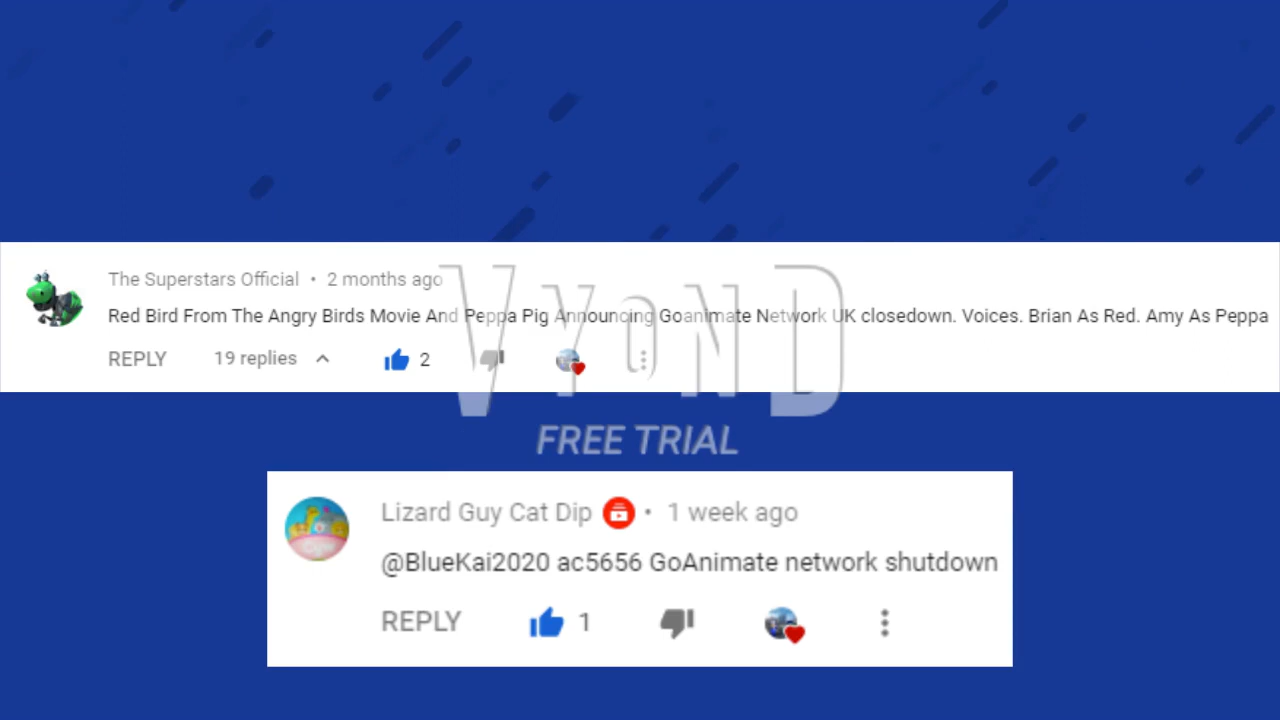 The Superstars Official • 2 months ago
Red Bird From The Angry Birds Movie And Peppa Pig Announcing Goanimate Network UK closedown. Voices. Brian As Red. Amy As Peppa
REPLY 19 replies 2
VYOND
FREE TRIAL
Lizard Guy Cat Dip • 1 week ago
@BlueKai2020 ac5656 GoAnimate network shutdown
REPLY 1